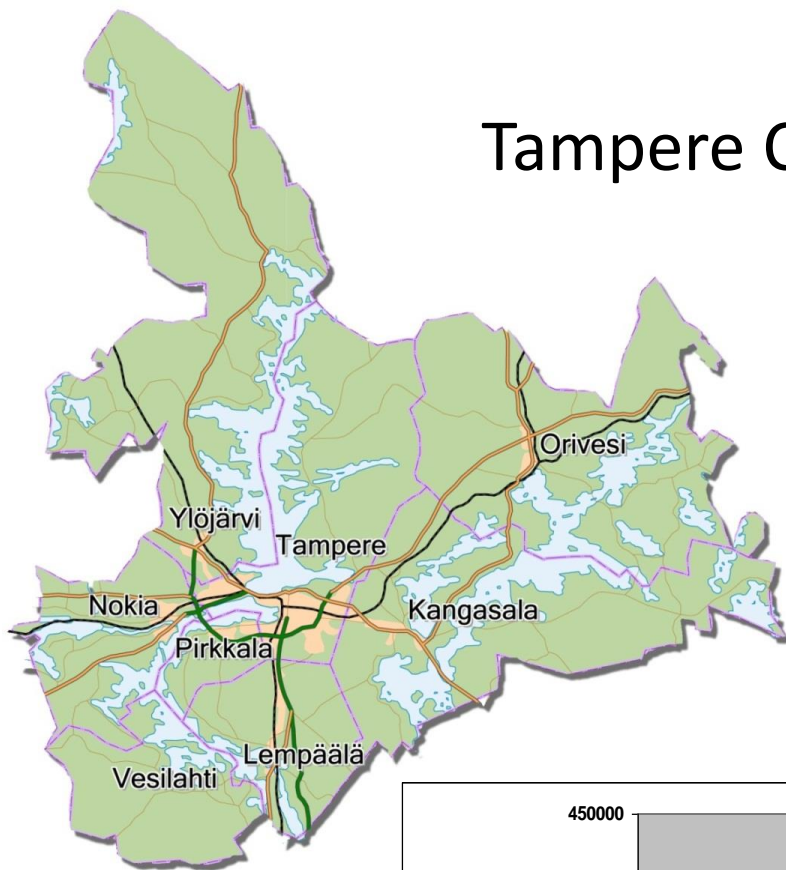 Tampere C
Orivesi
Ylöjärvi
Tampere
Nokia
Kangasala
Pirkkala
Lempäälä
Vesilahti
450000